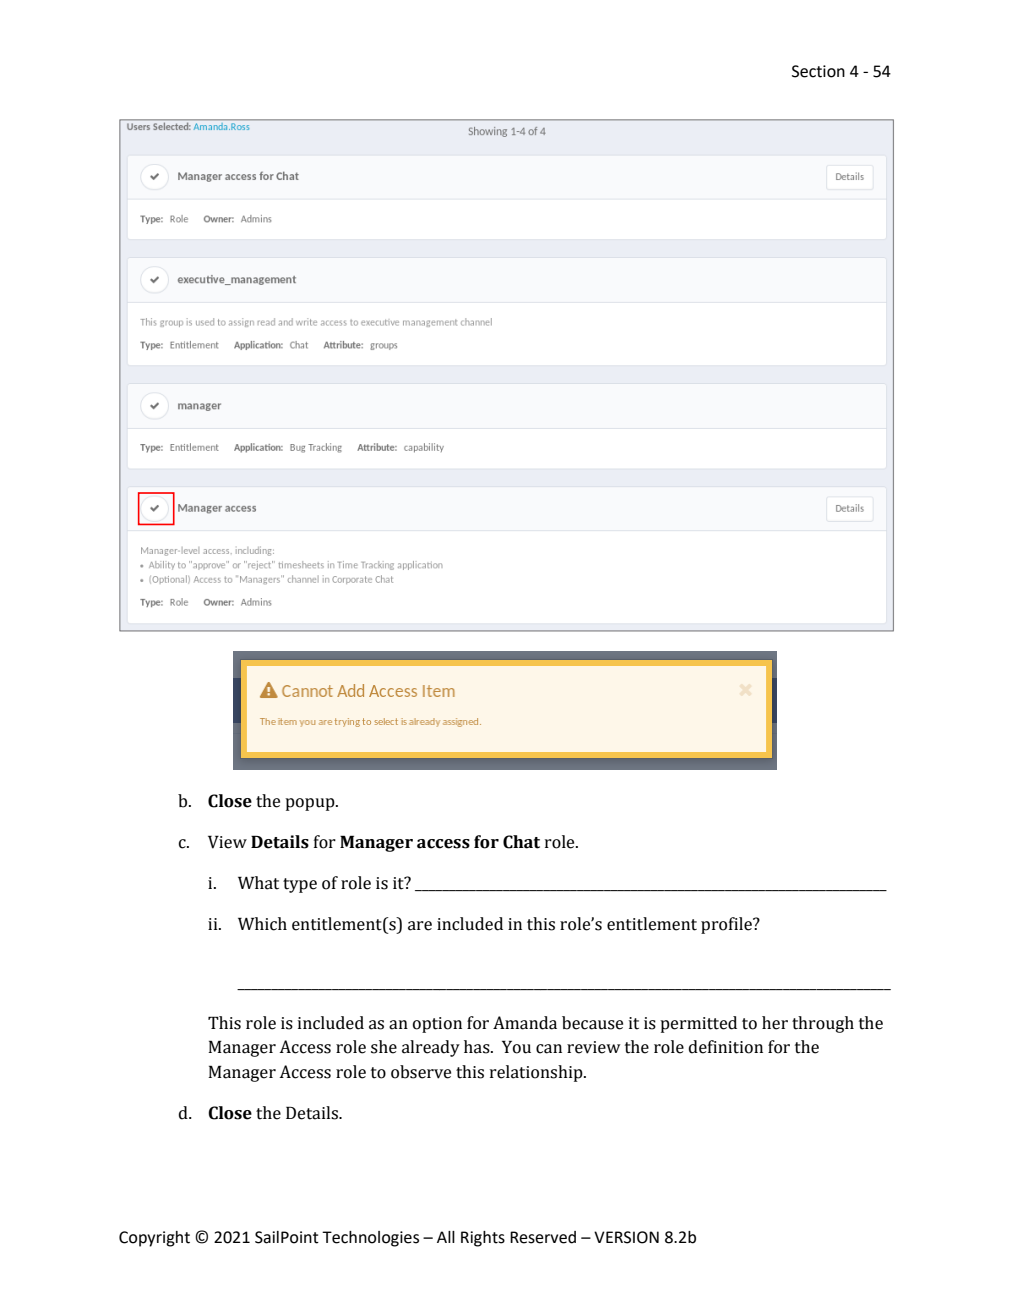 Section 4 - 54
Users Selected: Amanda.Ross
Showing 1-4 of 4
Manager access for Chat
Details
Type: Role Owner: Admins
executive_management
This group is used to assign read and write access to executive management channel
Type: Entitlement Application: Chat Attribute: groups
manager
Type: Entitlement Application: Bug Tracking Attribute: capability
Manager access
Details
Manager-level access, including:
• Ability to "approve" or "reject" timesheets in Time Tracking application
• (Optional) Access to "Managers" channel in Corporate Chat
Type: Role Owner: Admins
Cannot Add Access Item
The item you are trying to select is already assigned.
b. Close the popup.
c. View Details for Manager access for Chat role.
i. What type of role is it? ____________________
ii. Which entitlement(s) are included in this role’s entitlement profile?
____________________
This role is included as an option for Amanda because it is permitted to her through the
Manager Access role she already has. You can review the role definition for the
Manager Access role to observe this relationship.
d. Close the Details.
Copyright © 2021 SailPoint Technologies – All Rights Reserved – VERSION 8.2b